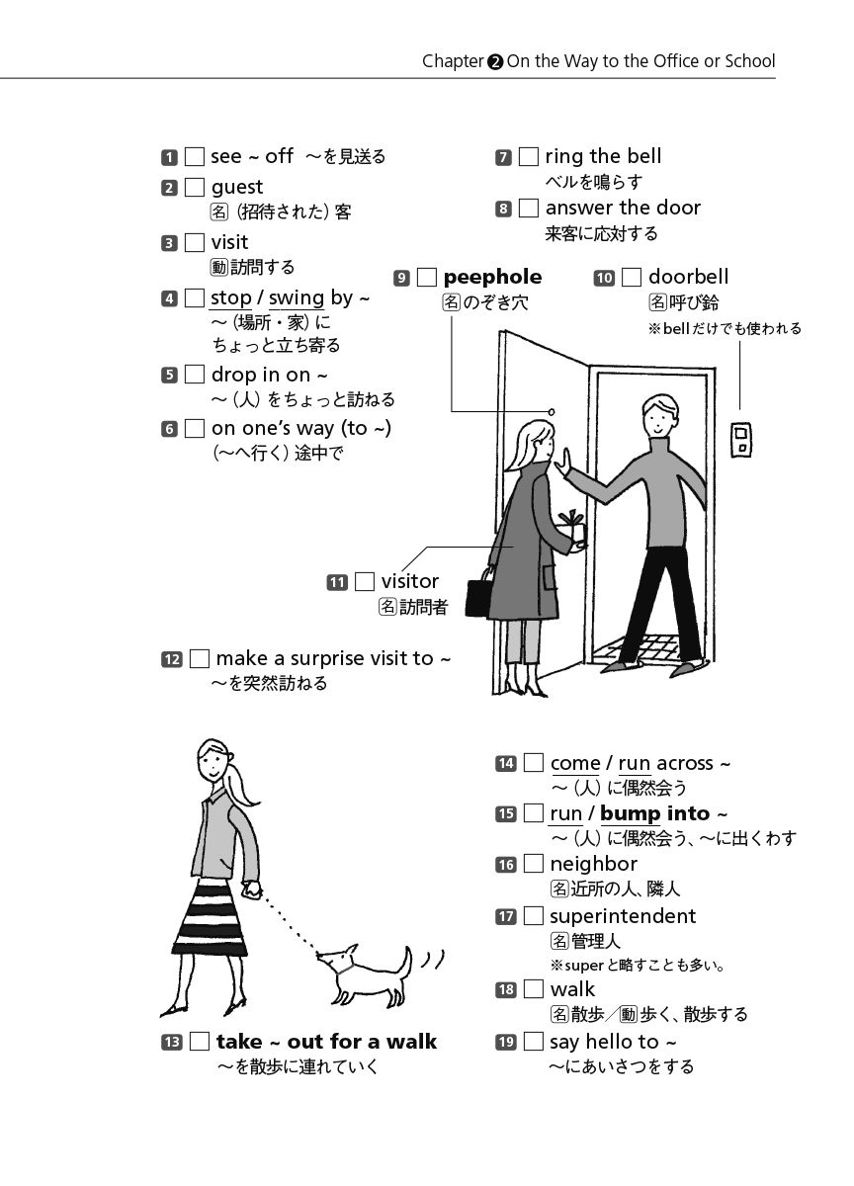 Chapter❷On the Way to the Office or School
1 □ see ~ off ～を見送る
2 □ guest
名（招待された）客
3 □ visit
動訪問する
4 □ stop / swing by ~
～（場所・家）に
ちょっと立ち寄る
5 □ drop in on ~
～（人）をちょっと訪ねる
6 □ on one's way (to ~)
（～へ行く）途中で
7 □ ring the bell
ベルを鳴らす
8 □ answer the door
来客に応対する
9 □ peephole
名のぞき穴
10 □ doorbell
名呼び鈴
※bellだけでも使われる
11 □ visitor
名訪問者
12 □ make a surprise visit to ~
～を突然訪ねる
13 □ take ~ out for a walk
～を散歩に連れていく
14 □ come / run across ~
～（人）に偶然会う
15 □ run / bump into ~
～（人）に偶然会う、～に出くわす
16 □ neighbor
名近所の人、隣人
17 □ superintendent
名管理人
※superと略すことも多い。
18 □ walk
名散歩／動歩く、散歩する
19 □ say hello to ~
～にあいさつをする